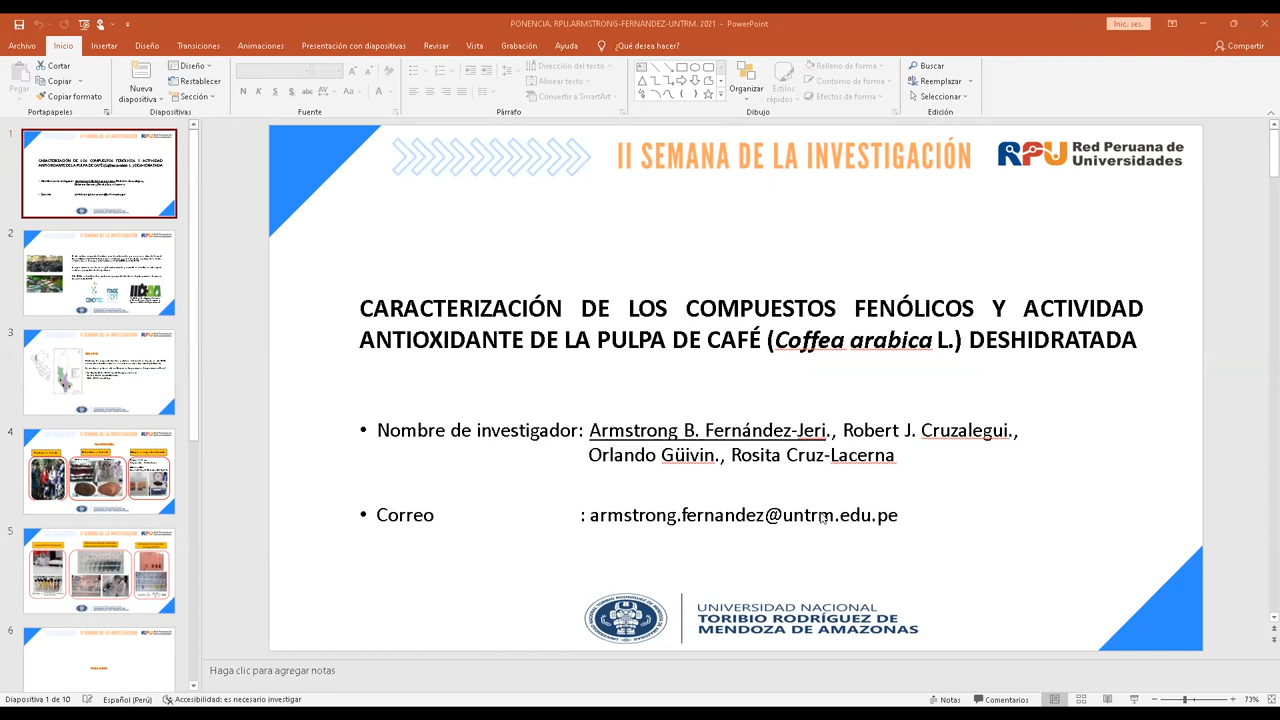 PONENCIA. RPU.ARMSTRONG-FERNANDEZ-UNTRM. 2021 - PowerPoint
Inic. ses.
Archivo Inicio Insertar Diseño Transiciones Animaciones Presentación con diapositivas Revisar Vista Grabación Ayuda ¿Qué desea hacer? Compartir
Pegar
Cortar
Copiar
Copiar formato
Portapapeles
Nueva diapositiva
Diseño
Restablecer
Sección
Diapositivas
Fuente
Dirección del texto
Alinear texto
Convertir a SmartArt
Párrafo
Organizar
Estilos rápidos
Relleno de forma
Contorno de forma
Efectos de forma
Dibujo
Buscar
Reemplazar
Seleccionar
Edición
1
2
3
4
5
6
II SEMANA DE LA INVESTIGACIÓN
RPU Red Peruana de
Universidades
CARACTERIZACIÓN DE LOS COMPUESTOS FENÓLICOS Y ACTIVIDAD
ANTIOXIDANTE DE LA PULPA DE CAFÉ (Coffea arabica L.) DESHIDRATADA
• Nombre de investigador: Armstrong B. Fernández-Jeri., Robert J. Cruzalegui.,
Orlando Güivin., Rosita Cruz-Lacerna
• Correo : armstrong.fernandez@untrm.edu.pe
UNIVERSIDAD NACIONAL
TORIBIO RODRÍGUEZ DE
MENDOZA DE AMAZONAS
Haga clic para agregar notas
Diapositiva 1 de 10 Español (Perú) Accesibilidad: es necesario investigar Notas Comentarios 73%